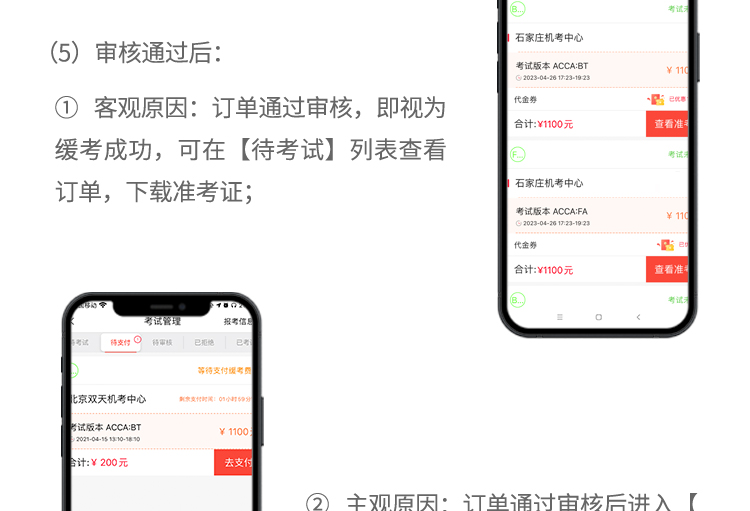 B...
考试未
石家庄机考中心
考试版本 ACCA:BT
¥ 110
2023-04-26 17:23-19:23
代金券
已优惠
合计:¥1100元
查看准考
F...
考试未
石家庄机考中心
考试版本 ACCA:FA
¥ 110
2023-04-26 17:23-19:23
代金券
已优
合计:¥1100元
查看准考
B...
考试未
(5) 审核通过后：
① 客观原因：订单通过审核，即视为
缓考成功，可在【待考试】列表查看
订单，下载准考证；
考试管理
报考信息
待考试
待支付
待审核
已拒绝
已考
等待支付缓考费
北京双天机考中心
剩余支付时间：01小时59分
考试版本 ACCA:BT
¥ 1100
2021-04-15 13:10-18:10
合计:¥ 200元
去支付
② 主观原因：订单通过审核后进入【